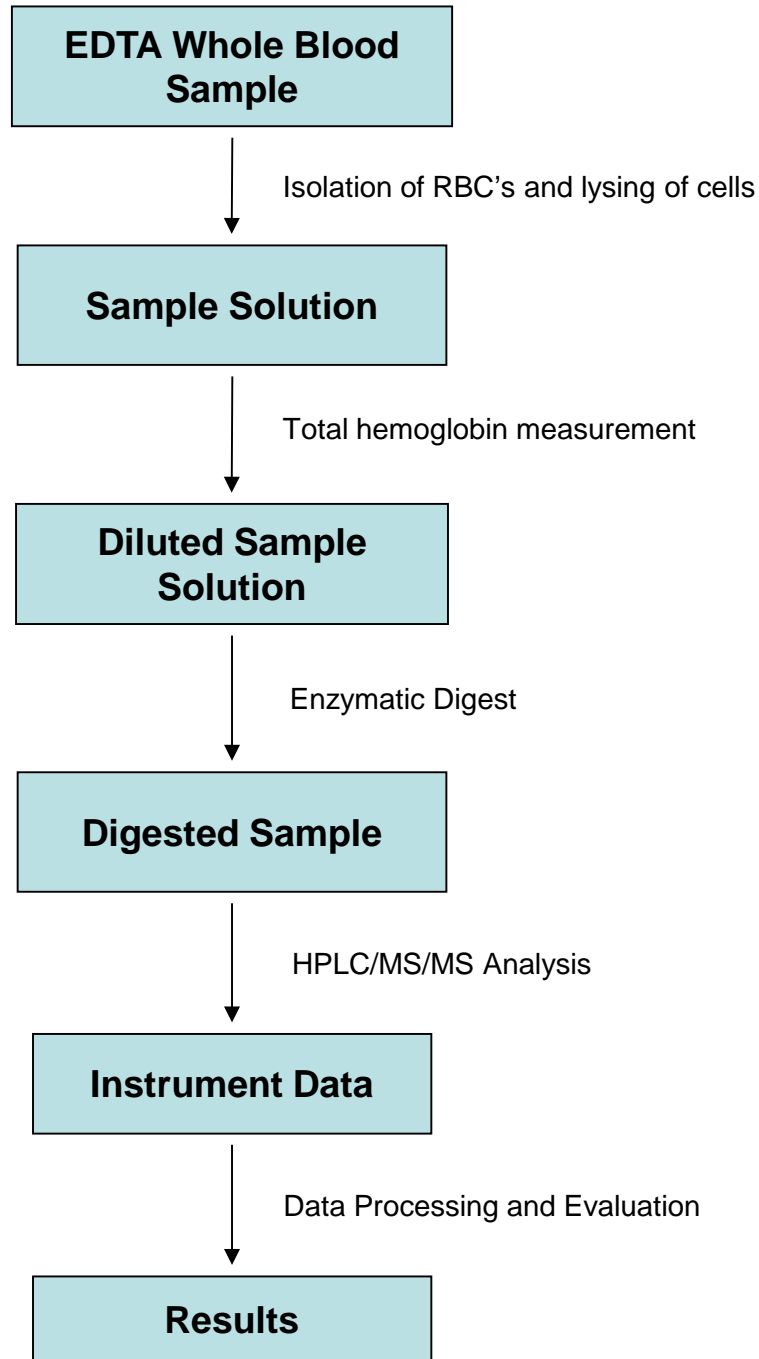 EDTA Whole Blood
Sample
Isolation of RBC's and lysing of cells
Sample Solution
Total hemoglobin measurement
Diluted Sample
Solution
Enzymatic Digest
Digested Sample
HPLC/MS/MS Analysis
Instrument Data
Data Processing and Evaluation
Results